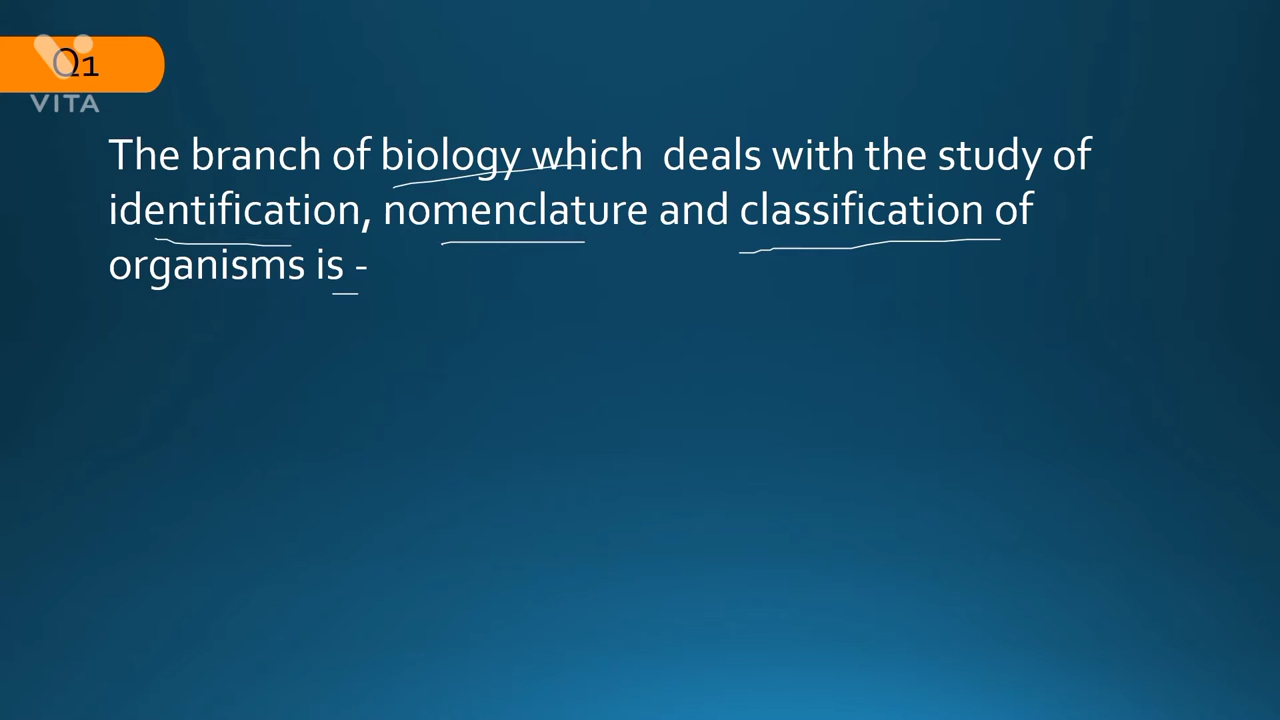 Q1
VITA
The branch of biology which deals with the study of
identification, nomenclature and classification of
organisms is -